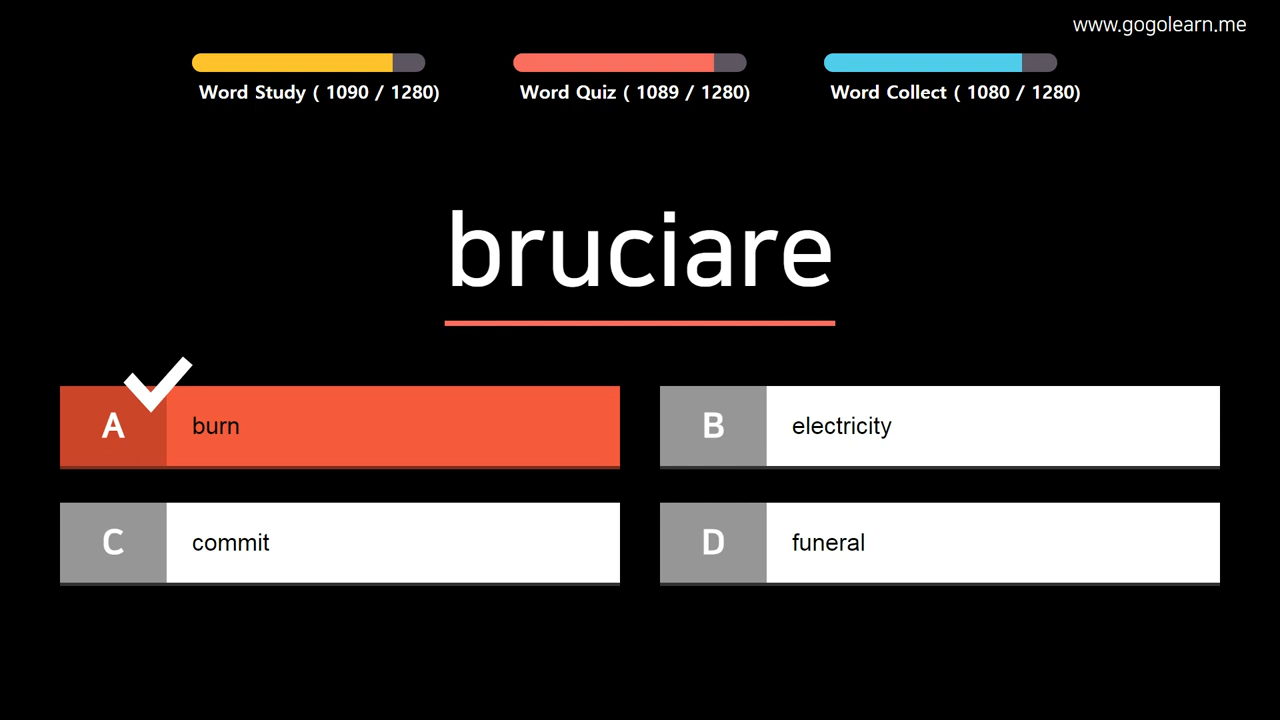 www.gogolearn.me
Word Study ( 1090 / 1280)
Word Quiz ( 1089 / 1280)
Word Collect ( 1080 / 1280)
bruciare
A burn
B electricity
C commit
D funeral